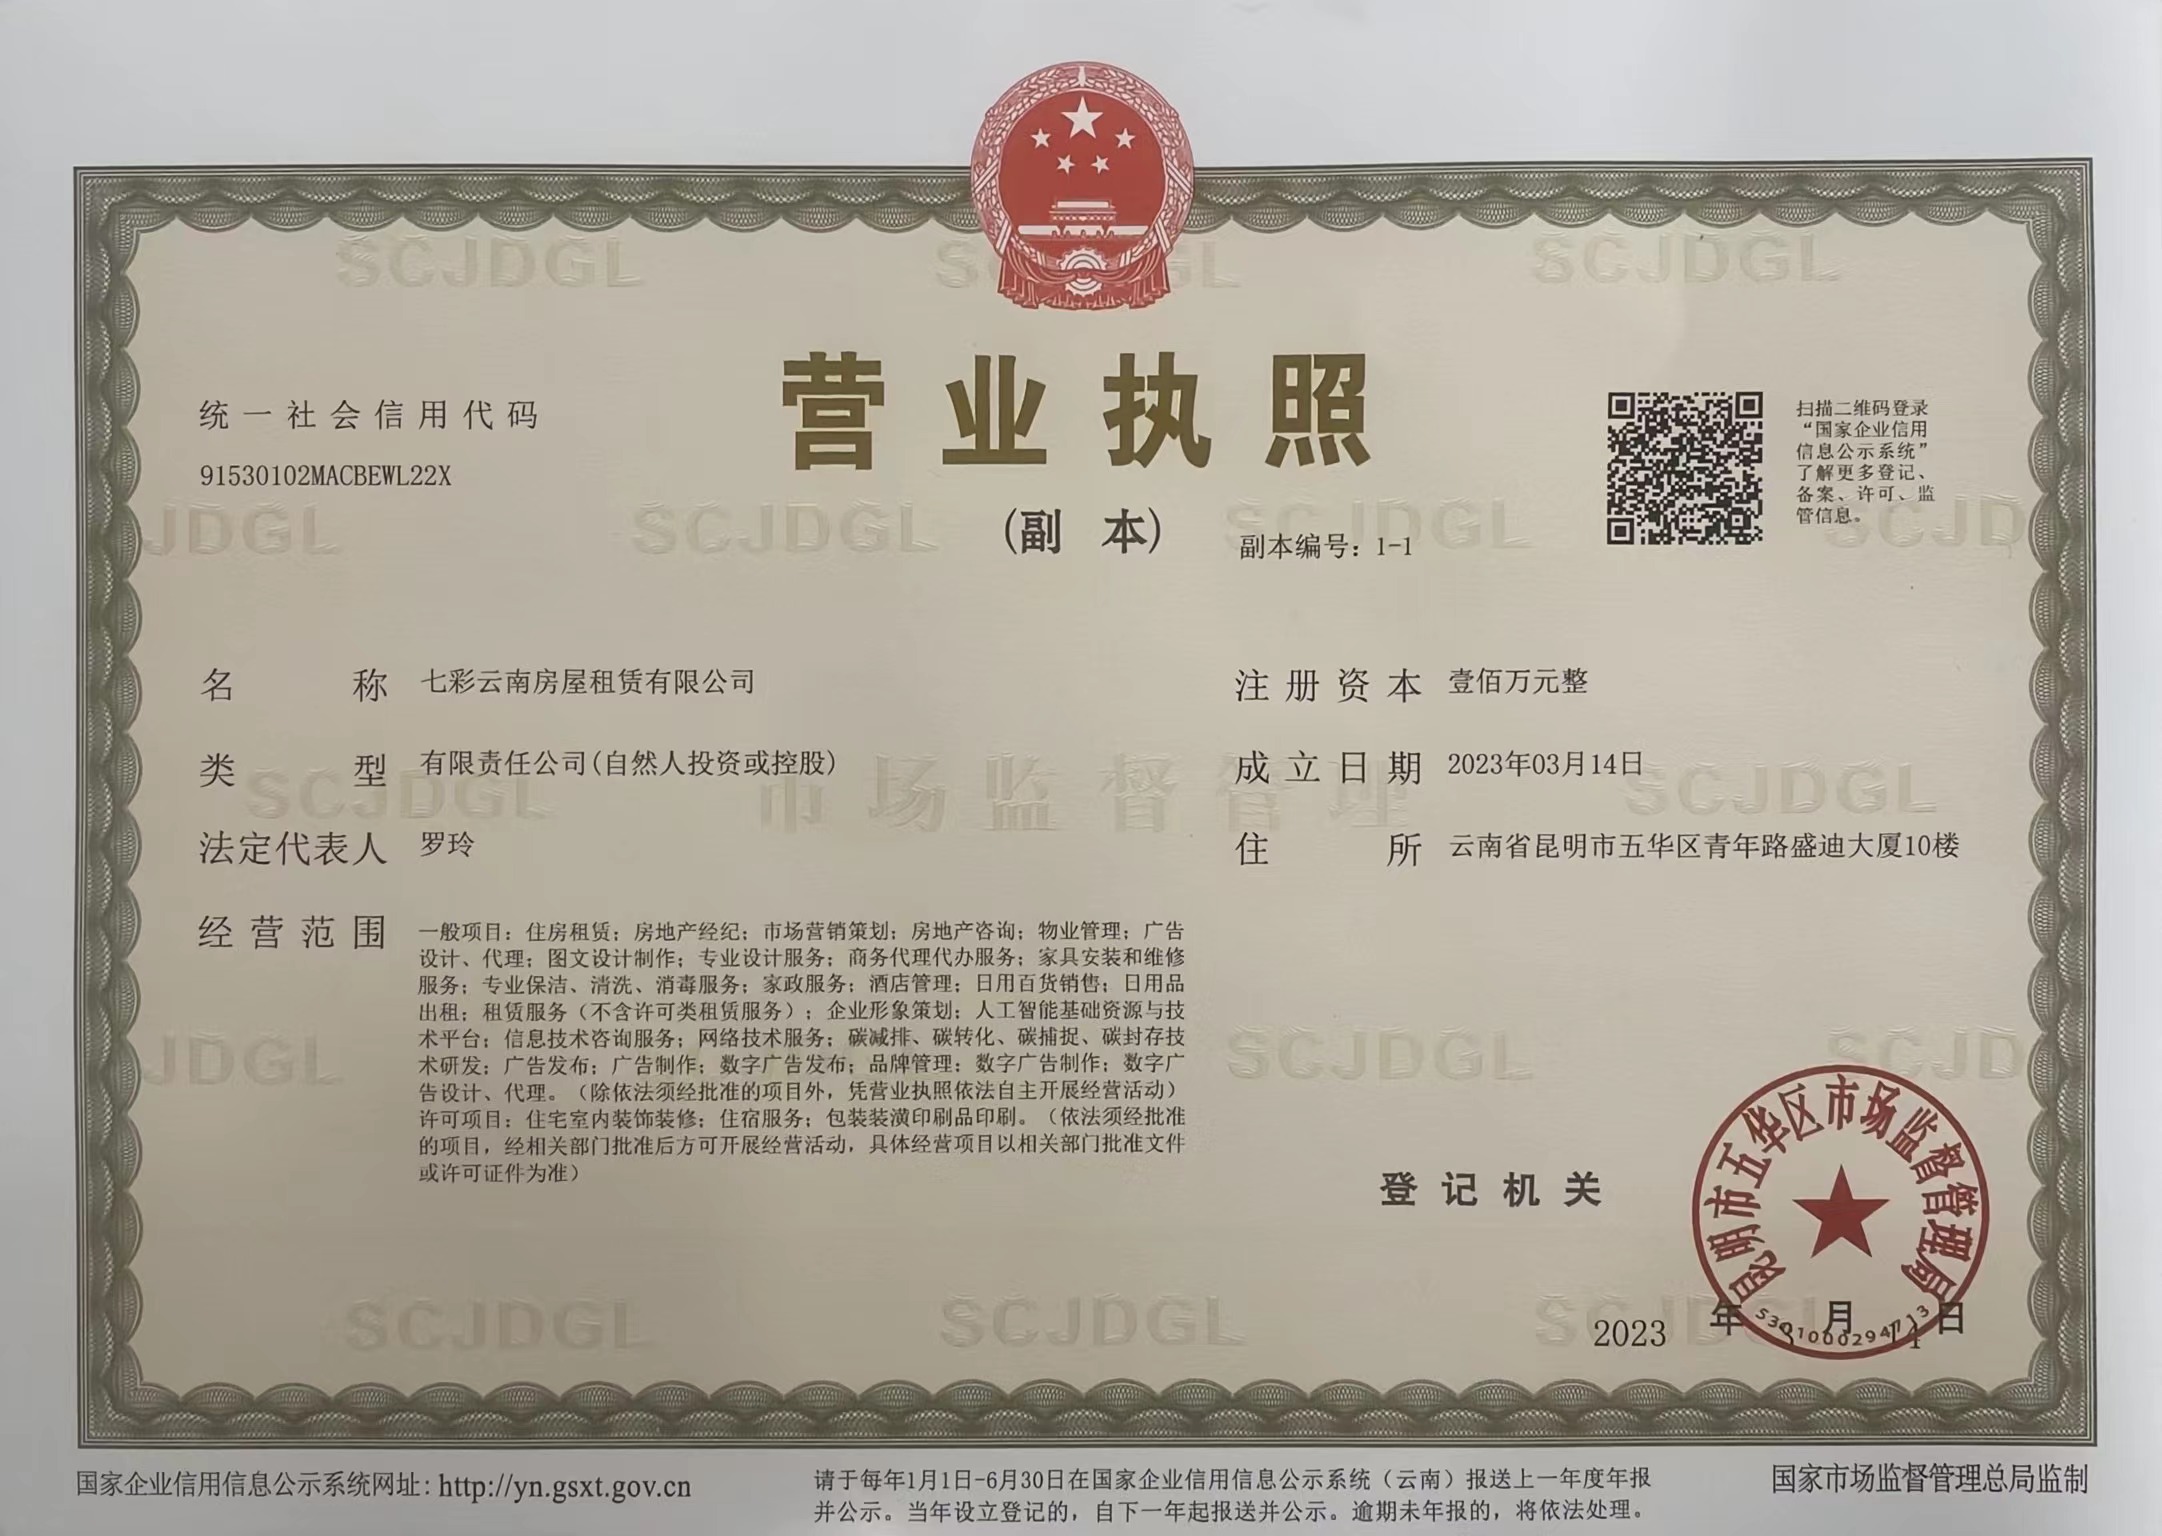 统一社会信用代码
91530102MACBEWL22X
营业执照
(副 本)
副本编号：1-1
扫描二维码登录
“国家企业信用
信息公示系统”
了解更多登记、
备案、许可、监
管信息。
名 称 七彩云南房屋租赁有限公司
类 型 有限责任公司(自然人投资或控股)
法定代表人 罗玲
经营范围 一般项目：住房租赁；房地产经纪；市场营销策划；房地产咨询；物业管理；广告
设计、代理；图文设计制作；专业设计服务；商务代理代办服务；家具安装和维修
服务；专业保洁、清洗、消毒服务；家政服务；酒店管理；日用百货销售；日用品
出租；租赁服务（不含许可类租赁服务）；企业形象策划；人工智能基础资源与技
术平台；信息技术咨询服务；网络技术服务；碳减排、碳转化、碳捕捉、碳封存技
术研发；广告发布；广告制作；数字广告发布；品牌管理；数字广告制作；数字广
告设计、代理。（除依法须经批准的项目外，凭营业执照依法自主开展经营活动）
许可项目：住宅室内装饰装修；住宿服务；包装装潢印刷品印刷。（依法须经批准
的项目，经相关部门批准后方可开展经营活动，具体经营项目以相关部门批准文件
或许可证件为准）
注册资本 壹佰万元整
成立日期 2023年03月14日
住 所 云南省昆明市五华区青年路盛迪大厦10楼
登记机关
昆明市五华区市场监督管理局
5301000294713
2023 年 3 月 14 日
SCJDGL
市场监督管理
国家企业信用信息公示系统网址：http://yn.gsxt.gov.cn
请于每年1月1日-6月30日在国家企业信用信息公示系统（云南）报送上一年度年报
并公示。当年设立登记的，自下一年起报送并公示。逾期未年报的，将依法处理。
国家市场监督管理总局监制